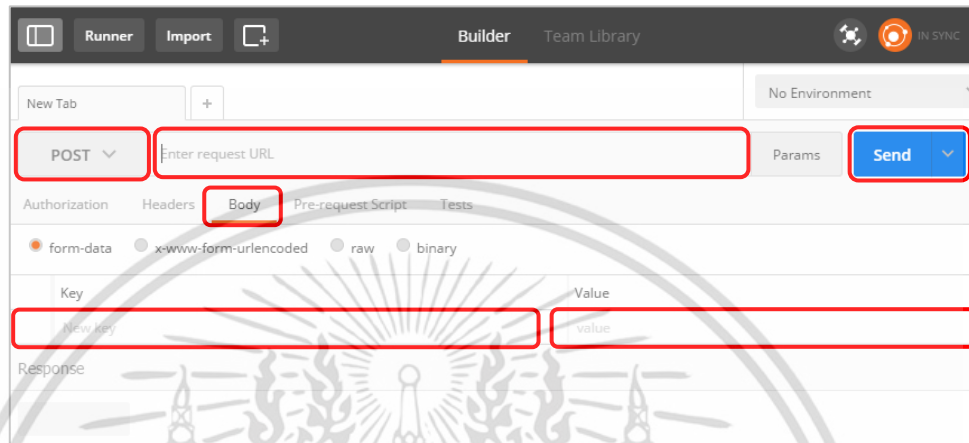 Runner Import Builder Team Library IN SYNC
New Tab + No Environment
POST Enter request URL Params Send
Authorization Headers Body Pre-request Script Tests
form-data x-www-form-urlencoded raw binary
Key Value
New key value
Response